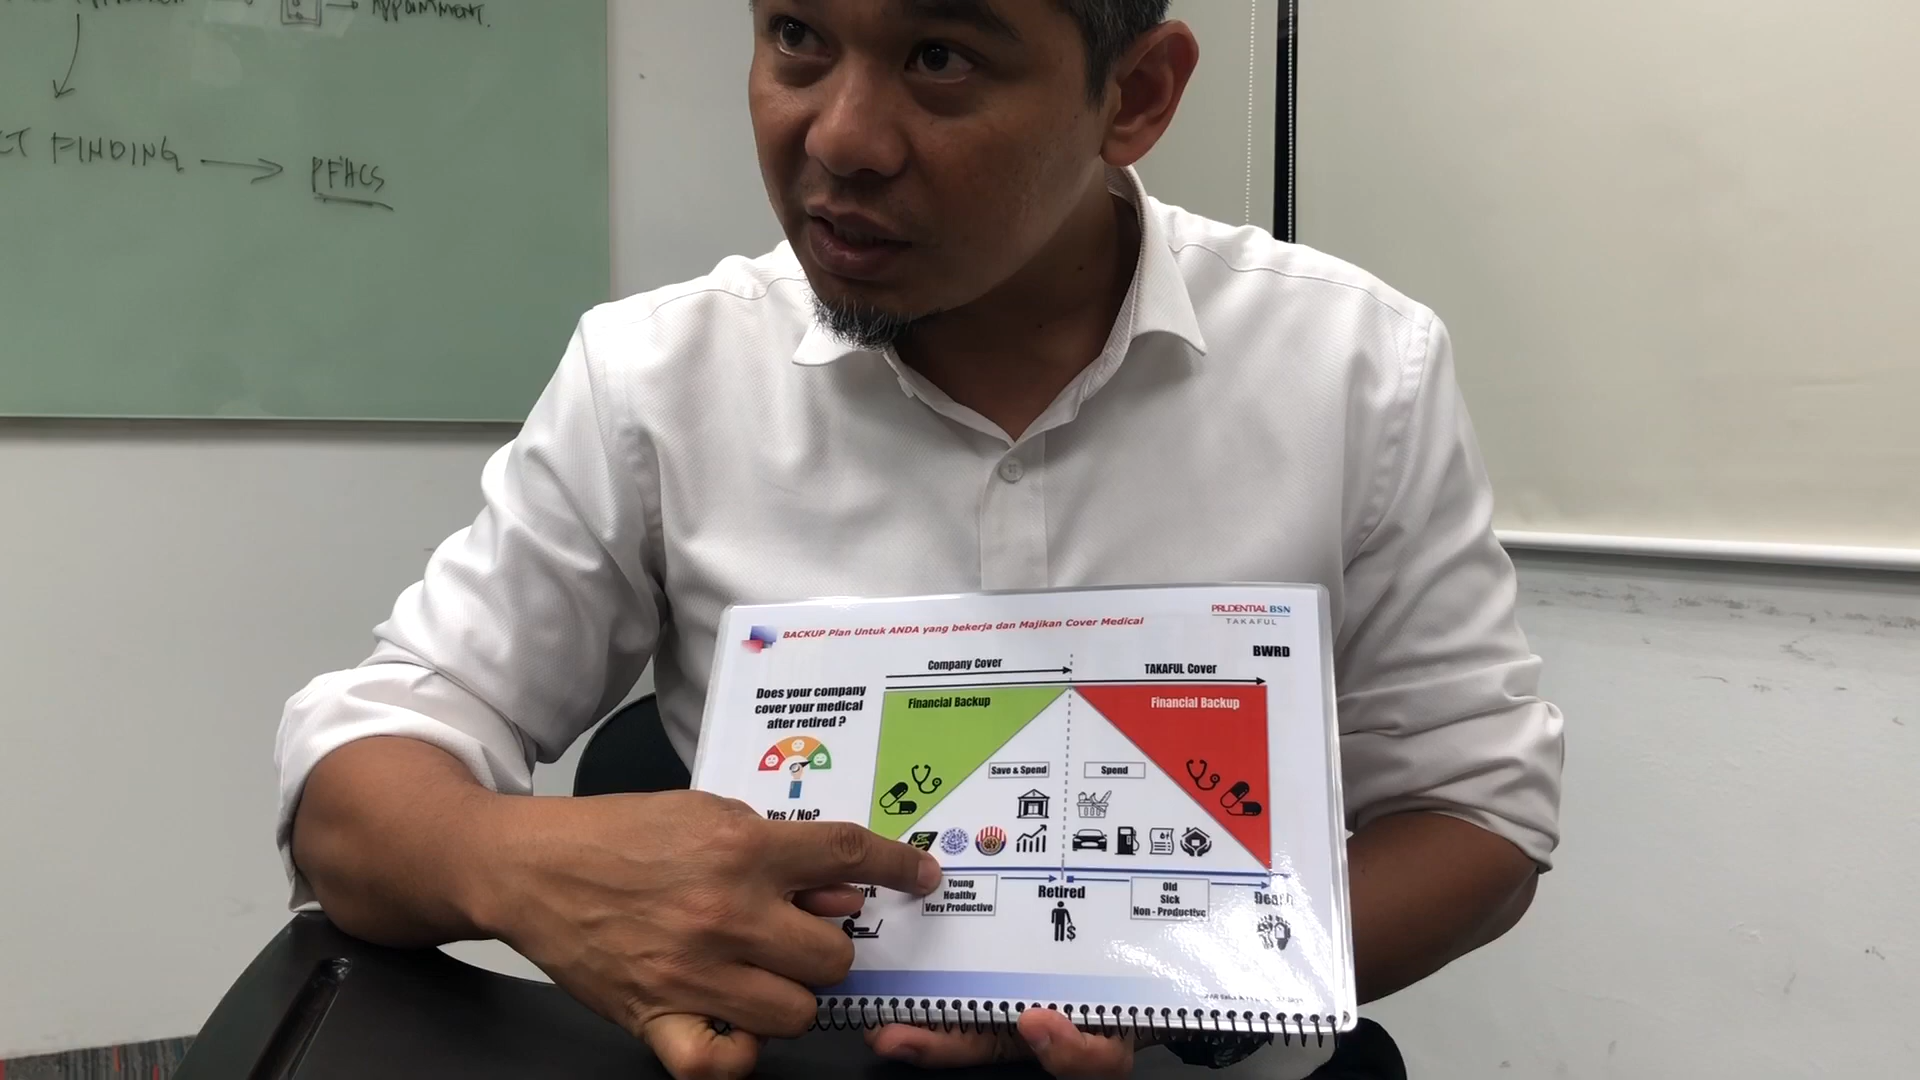 APPOINTMENT.
FINDING
PFHCS
BACKUP Plan Untuk ANDA yang bekerja dan Majikan Cover Medical
PRUDENTIAL BSN
TAKAFUL
BWRD
Company Cover
TAKAFUL Cover
Does your company
cover your medical
after retired ?
Yes / No?
Financial Backup
Financial Backup
Save & Spend
Spend
Young
Healthy
Very Productive
Retired
Old
Sick
Non - Productive
Death